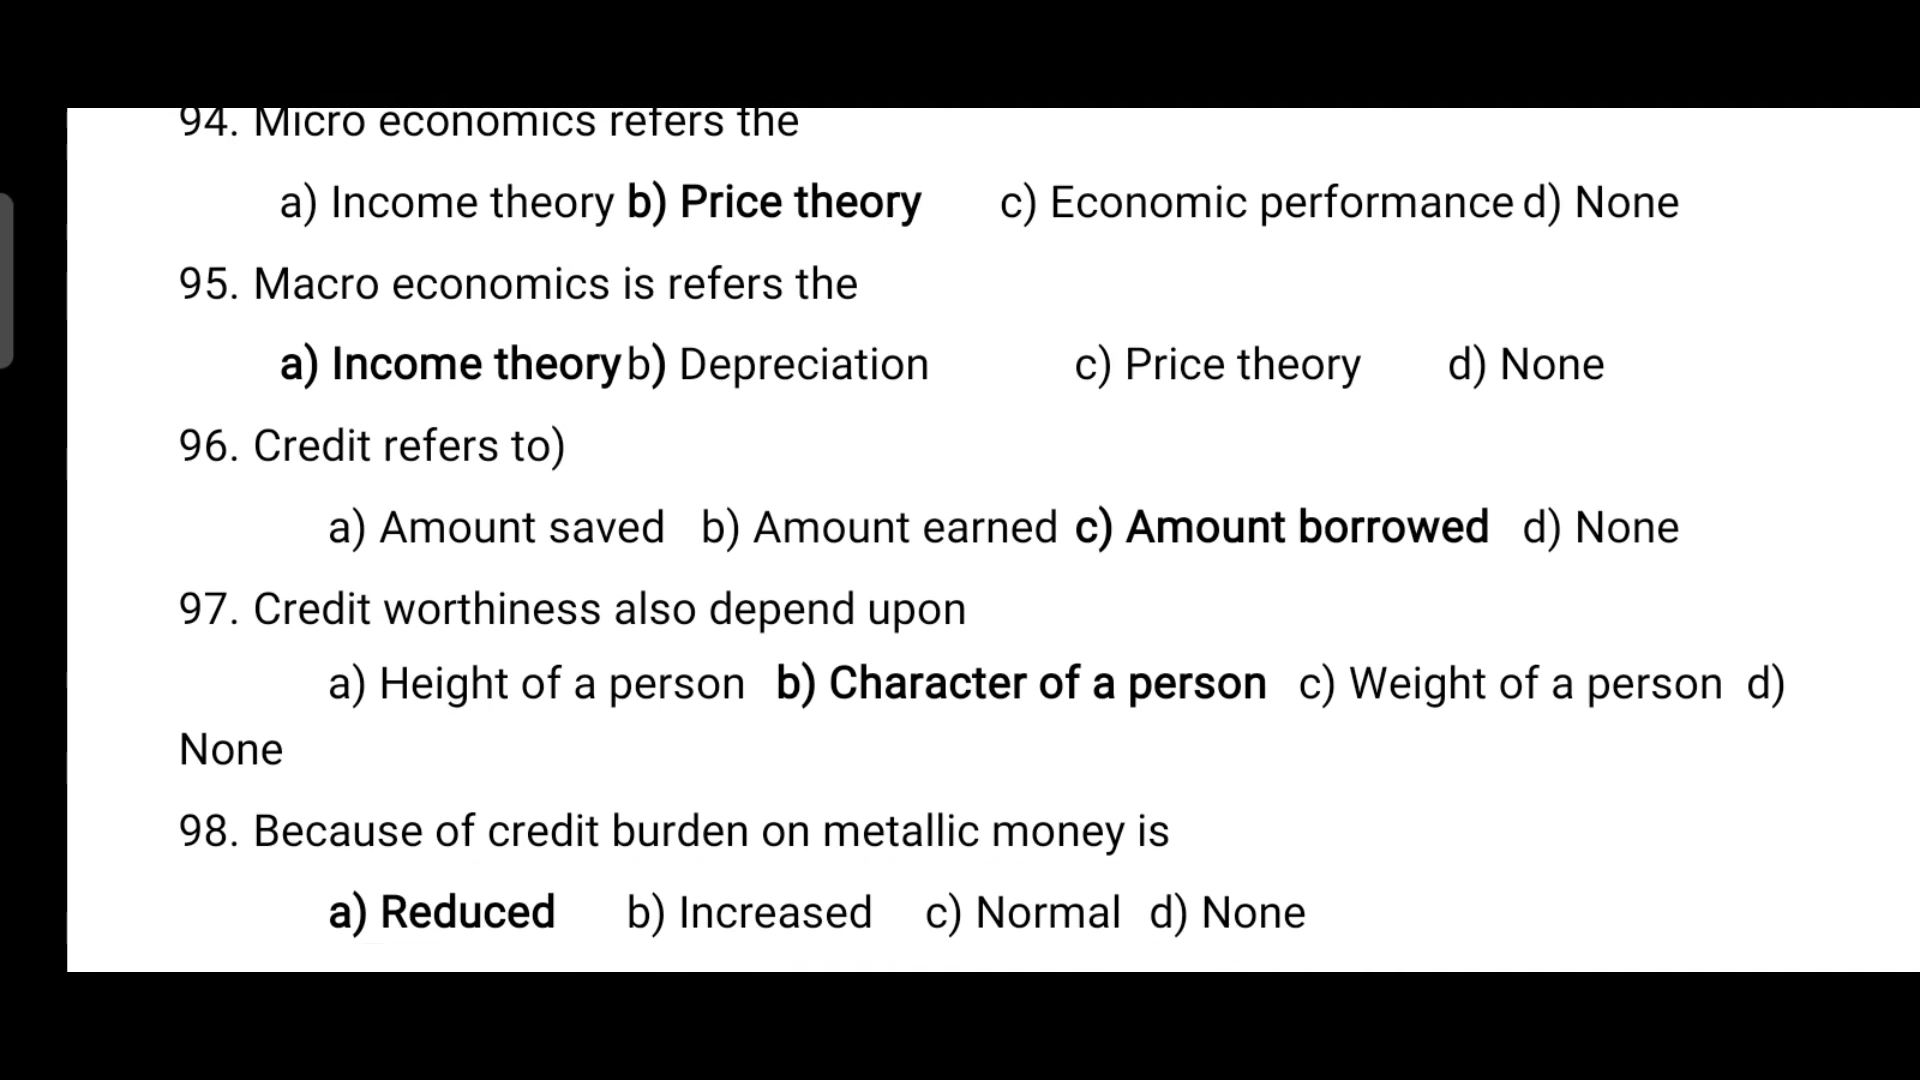 94. Micro economics refers the
a) Income theory b) Price theory c) Economic performance d) None
95. Macro economics is refers the
a) Income theory b) Depreciation c) Price theory d) None
96. Credit refers to)
a) Amount saved b) Amount earned c) Amount borrowed d) None
97. Credit worthiness also depend upon
a) Height of a person b) Character of a person c) Weight of a person d)
None
98. Because of credit burden on metallic money is
a) Reduced b) Increased c) Normal d) None